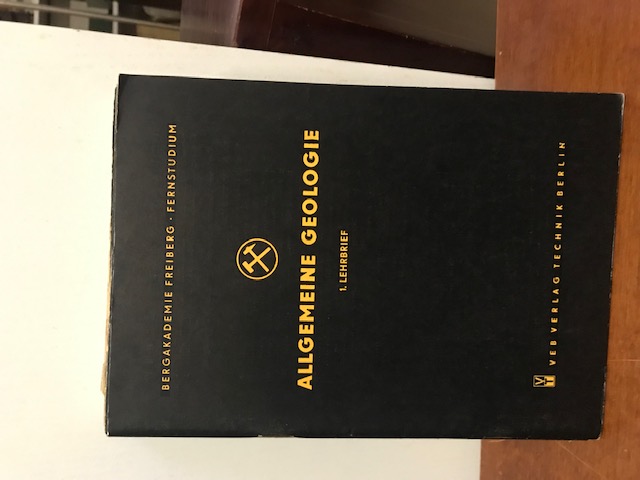 BERGAKADEMIE FREIBERG · FERNSTUDIUM
ALLGEMEINE GEOLOGIE
1. LEHRBRIEF
VEB VERLAG TECHNIK BERLIN